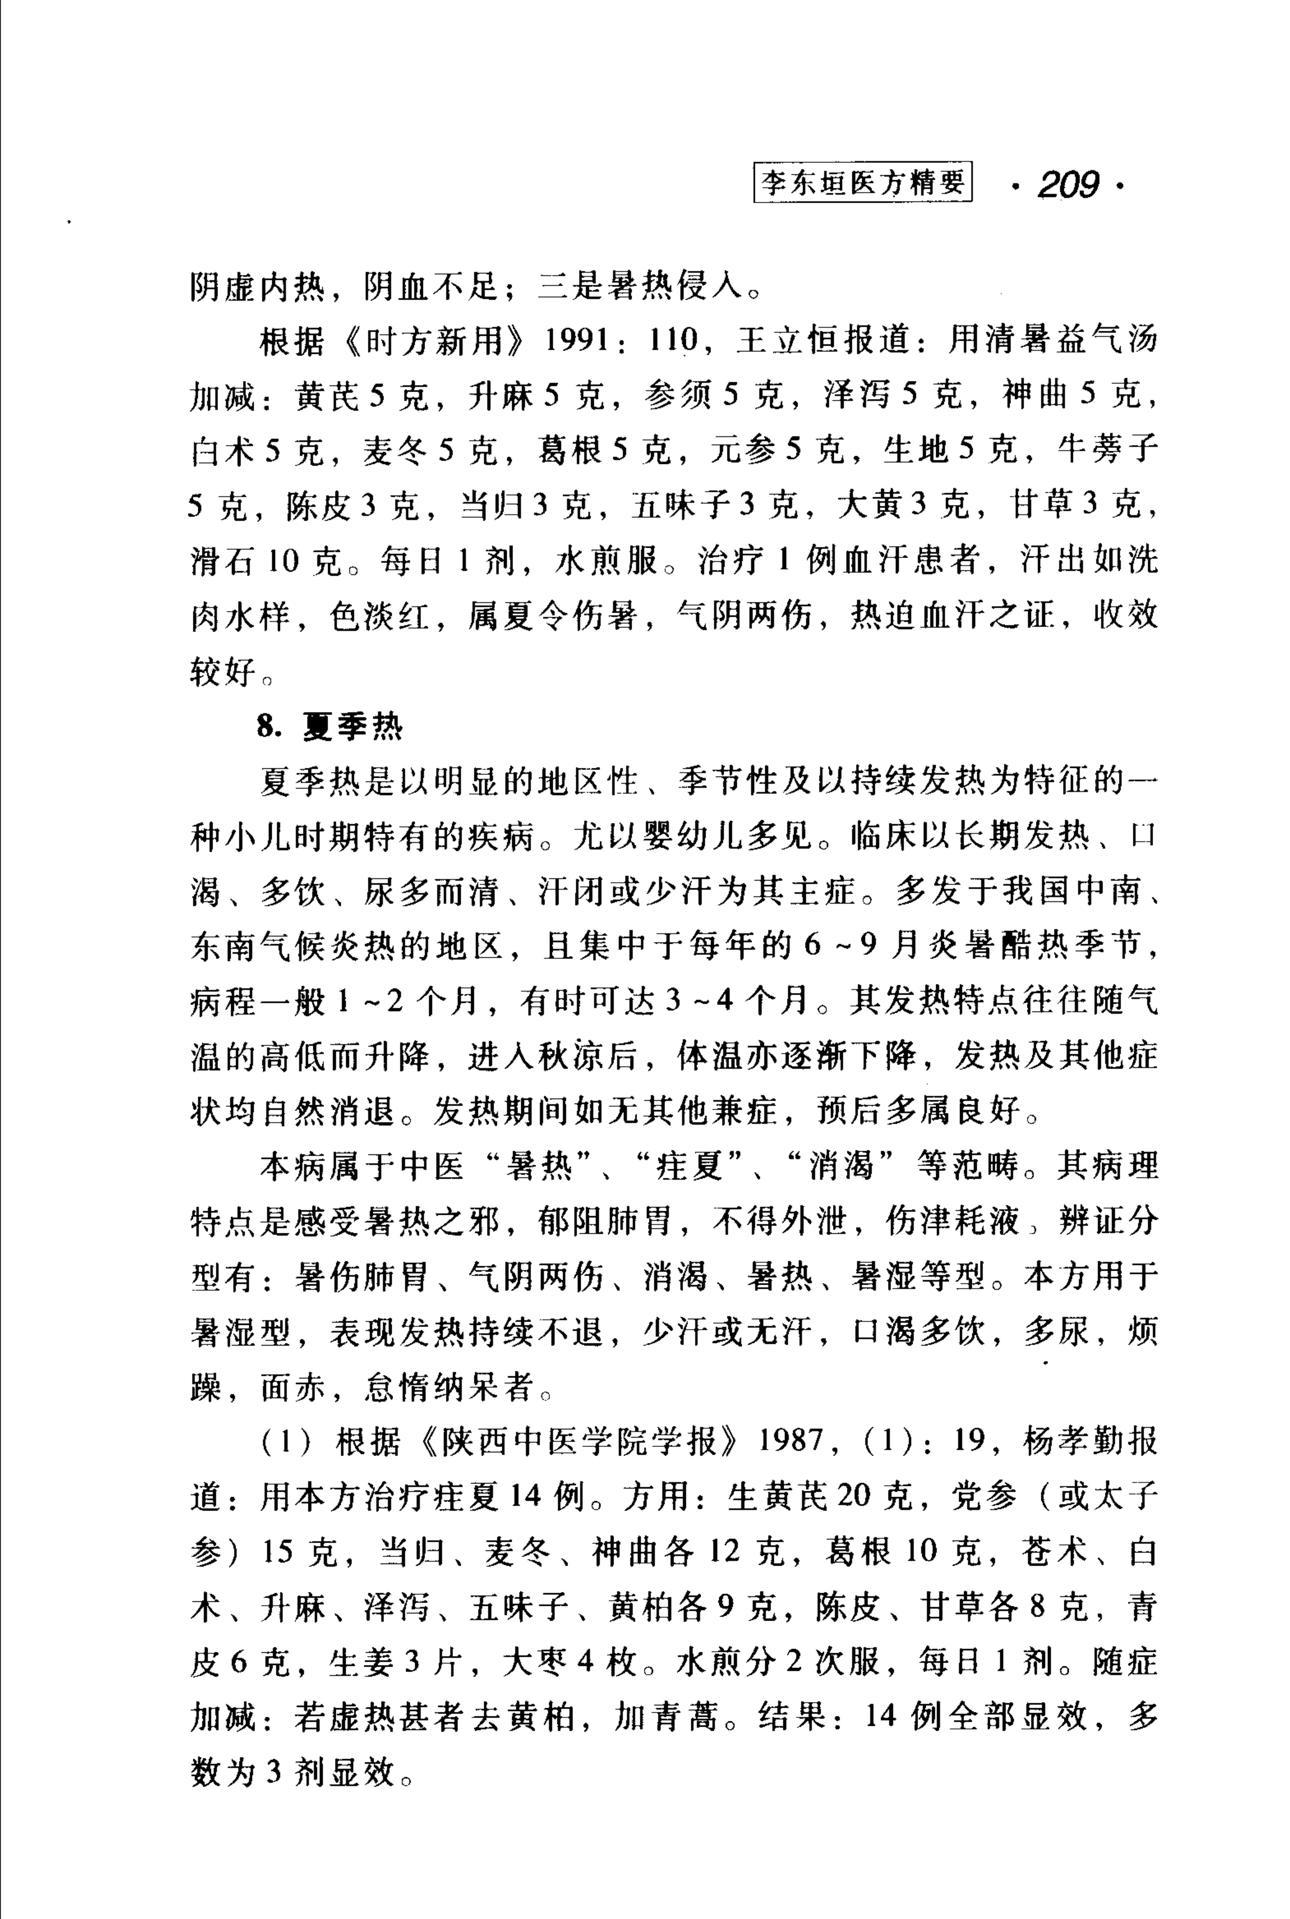 李东垣医方精要 ·209·
阴虚内热，阴血不足；三是暑热侵入。
根据《时方新用》1991：110，王立恒报道：用清暑益气汤
加减：黄芪5克，升麻5克，参须5克，泽泻5克，神曲5克，
白术5克，麦冬5克，葛根5克，元参5克，生地5克，牛蒡子
5克，陈皮3克，当归3克，五味子3克，大黄3克，甘草3克，
滑石10克。每日1剂，水煎服。治疗1例血汗患者，汗出如洗
肉水样，色淡红，属夏令伤暑，气阴两伤，热迫血汗之证，收效
较好。
8. 夏季热
夏季热是以明显的地区性、季节性及以持续发热为特征的一
种小儿时期特有的疾病。尤以婴幼儿多见。临床以长期发热、口
渴、多饮、尿多而清、汗闭或少汗为其主症。多发于我国中南、
东南气候炎热的地区，且集中于每年的6～9月炎暑酷热季节，
病程一般1～2个月，有时可达3～4个月。其发热特点往往随气
温的高低而升降，进入秋凉后，体温亦逐渐下降，发热及其他症
状均自然消退。发热期间如无其他兼症，预后多属良好。
本病属于中医“暑热”、“疰夏”、“消渴”等范畴。其病理
特点是感受暑热之邪，郁阻肺胃，不得外泄，伤津耗液。辨证分
型有：暑伤肺胃、气阴两伤、消渴、暑热、暑湿等型。本方用于
暑湿型，表现发热持续不退，少汗或无汗，口渴多饮，多尿，烦
躁，面赤，怠惰纳呆者。
（1）根据《陕西中医学院学报》1987，（1）：19，杨孝勤报
道：用本方治疗疰夏14例。方用：生黄芪20克，党参（或太子
参）15克，当归、麦冬、神曲各12克，葛根10克，苍术、白
术、升麻、泽泻、五味子、黄柏各9克，陈皮、甘草各8克，青
皮6克，生姜3片，大枣4枚。水煎分2次服，每日1剂。随症
加减：若虚热甚者去黄柏，加青蒿。结果：14例全部显效，多
数为3剂显效。